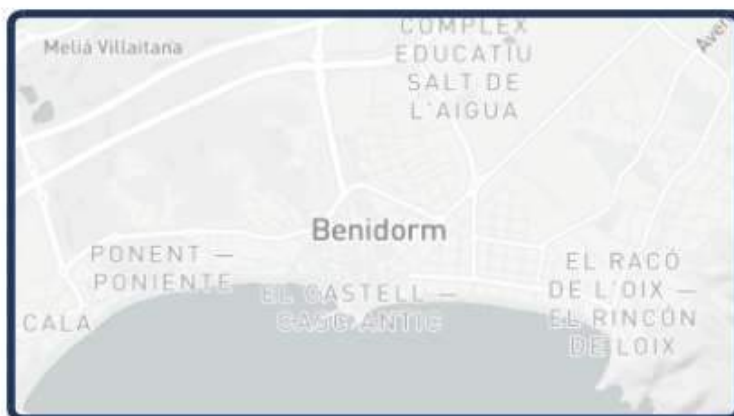 Meliá Villaitana
COMPLEX
EDUCATIU
SALT DE
L'AIGUA
Aver
Benidorm
PONENT —
PONIENTE
CALA
EL CASTELL —
CASC ANTIC
EL RACÓ
DE L'OIX —
EL RINCÓN
DE LOIX